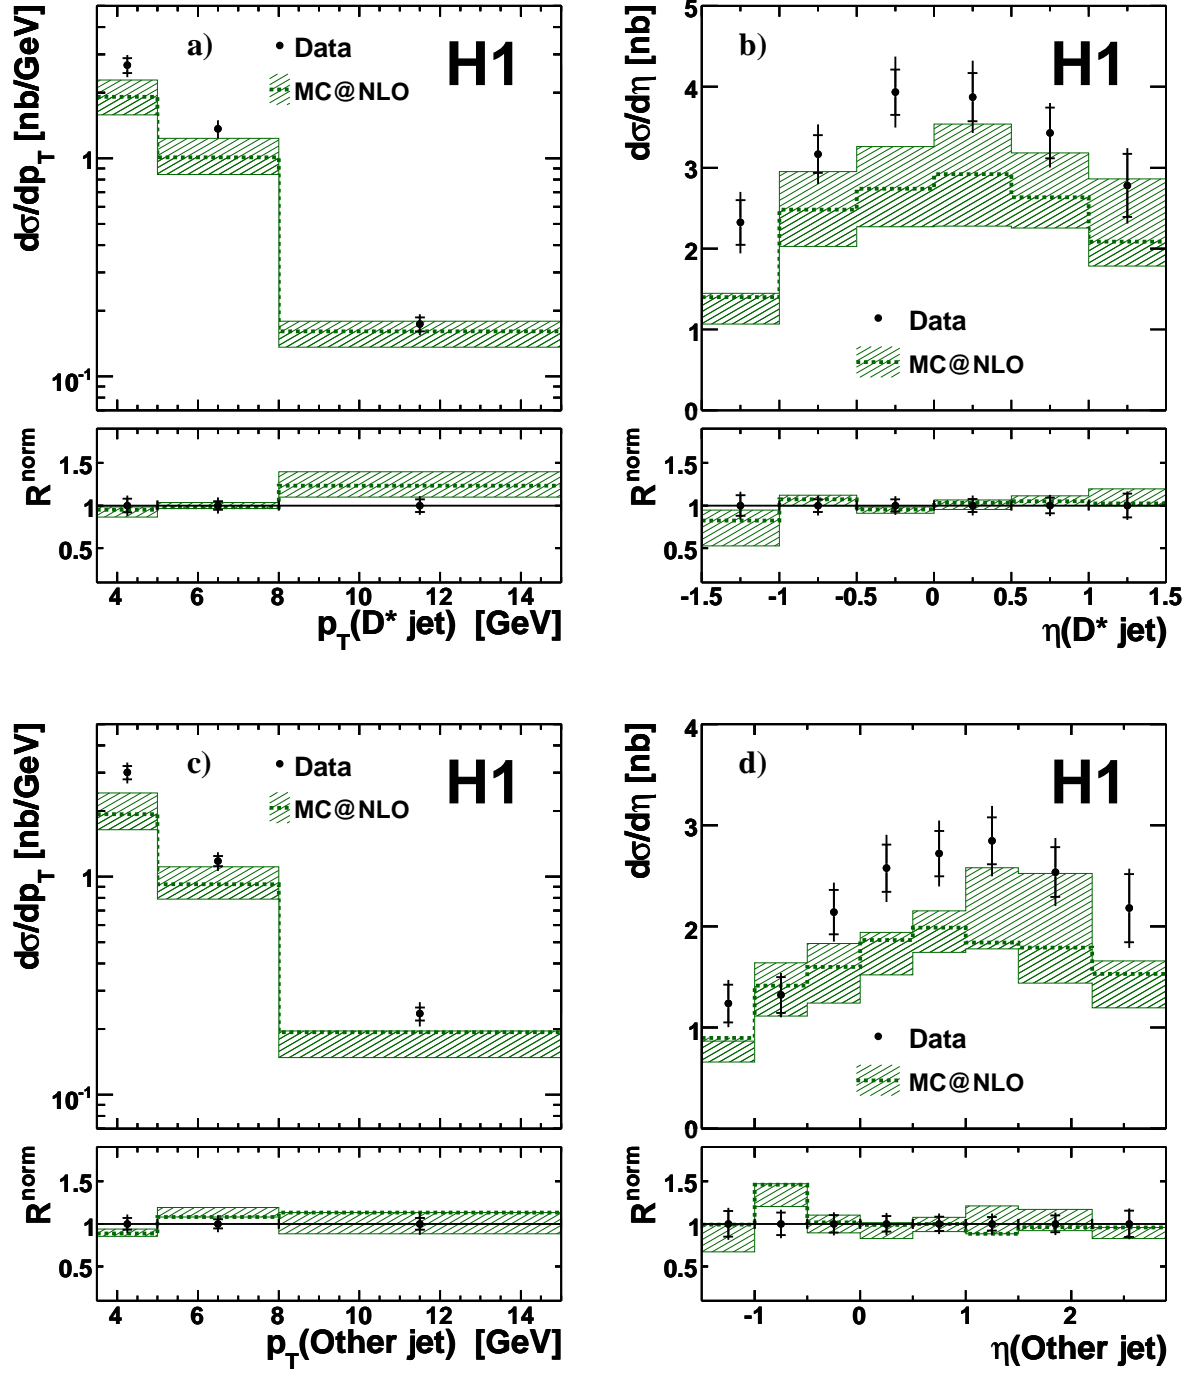 a)
Data
MC@NLO
H1
dσ/dp_T [nb/GeV]
1
10^-1
R^norm
1.5
1
0.5
4 6 8 10 12 14
p_T(D* jet) [GeV]
b)
H1
dσ/dη [nb]
5
4
3
2
1
0
Data
MC@NLO
R^norm
1.5
1
0.5
-1.5 -1 -0.5 0 0.5 1 1.5
η(D* jet)
c)
Data
MC@NLO
H1
dσ/dp_T [nb/GeV]
1
10^-1
R^norm
1.5
1
0.5
4 6 8 10 12 14
p_T(Other jet) [GeV]
d)
H1
dσ/dη [nb]
4
3
2
1
0
Data
MC@NLO
R^norm
1.5
1
0.5
-1 0 1 2
η(Other jet)